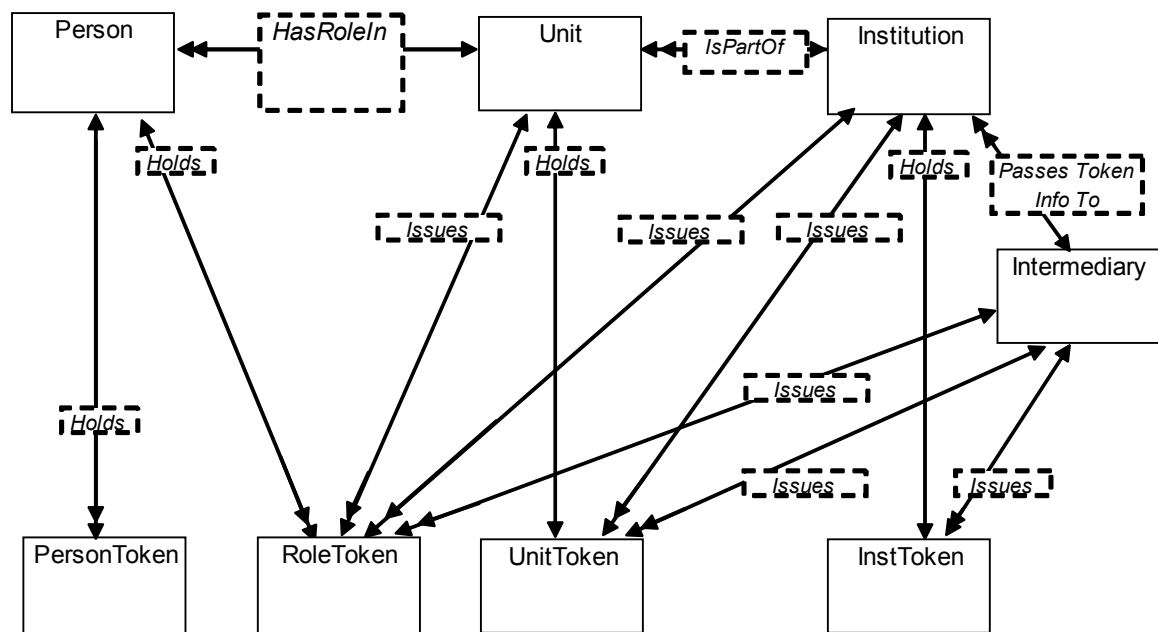 Person
HasRoleIn
Unit
IsPartOf
Institution
Holds
Holds
Holds
Passes Token
Info To
Issues
Issues
Issues
Intermediary
Issues
Holds
Issues
Issues
PersonToken
RoleToken
UnitToken
InstToken